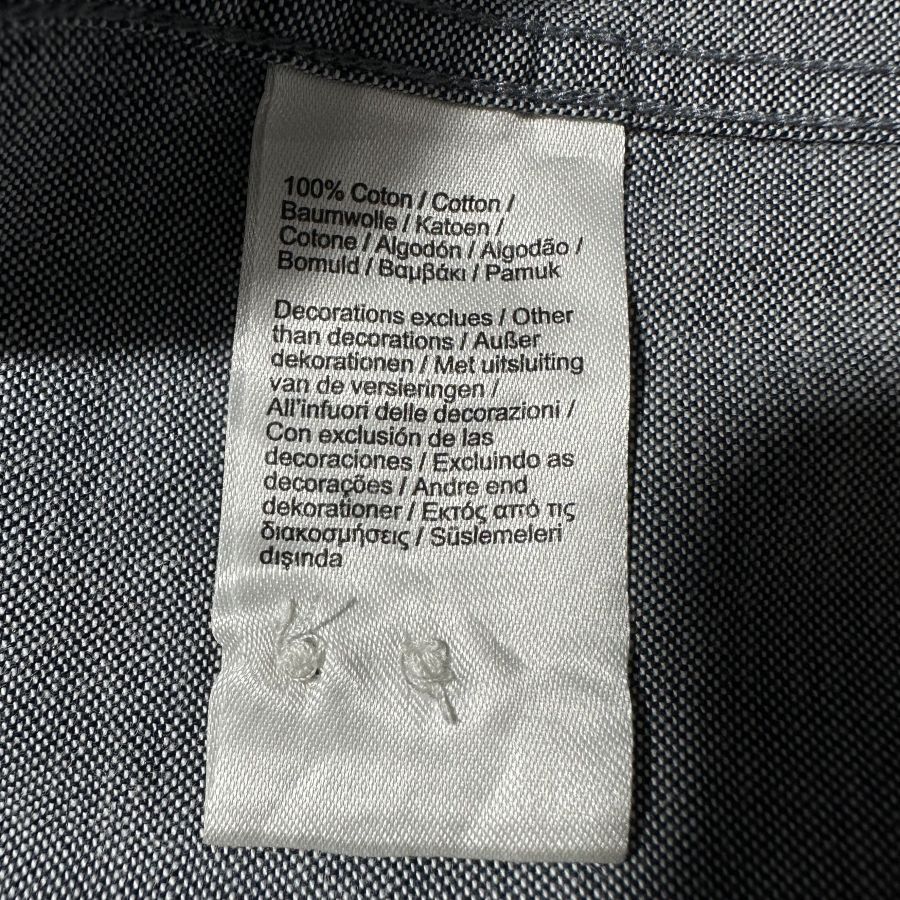 100% Coton / Cotton /
Baumwolle / Katoen /
Cotone / Algodón / Algodão /
Bomuld / Βαμβάκι / Pamuk
Decorations exclues / Other
than decorations / Außer
dekorationen / Met uitsluiting
van de versieringen /
All'infuori delle decorazioni /
Con exclusión de las
decoraciones / Excluindo as
decorações / Andre end
dekorationer / Εκτός από τις
διακοσμήσεις / Süslemeleri
dışında